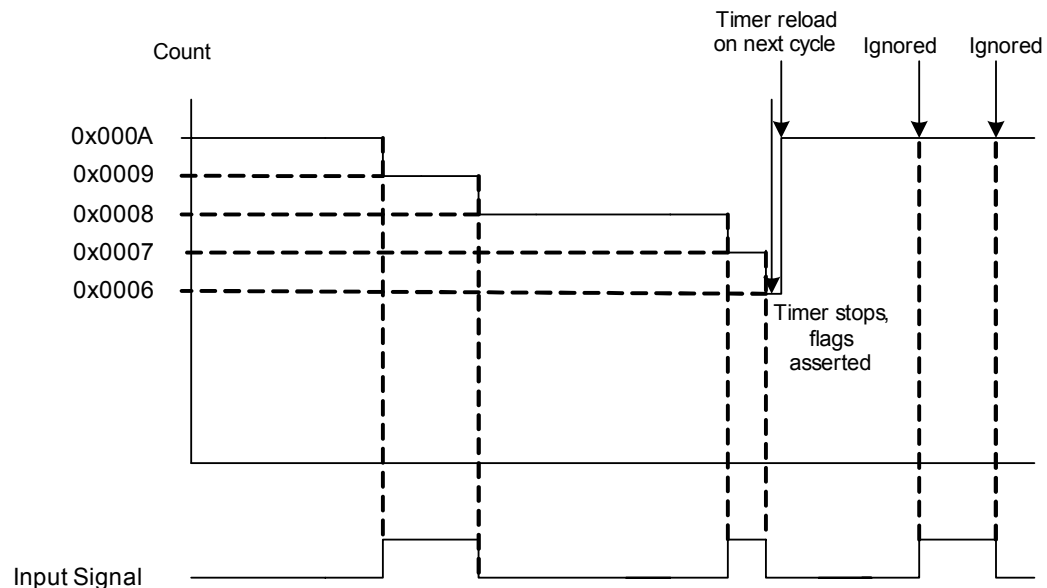 Timer reload
on next cycle
Ignored
Ignored
Count
0x000A
0x0009
0x0008
0x0007
0x0006
Timer stops,
flags
asserted
Input Signal